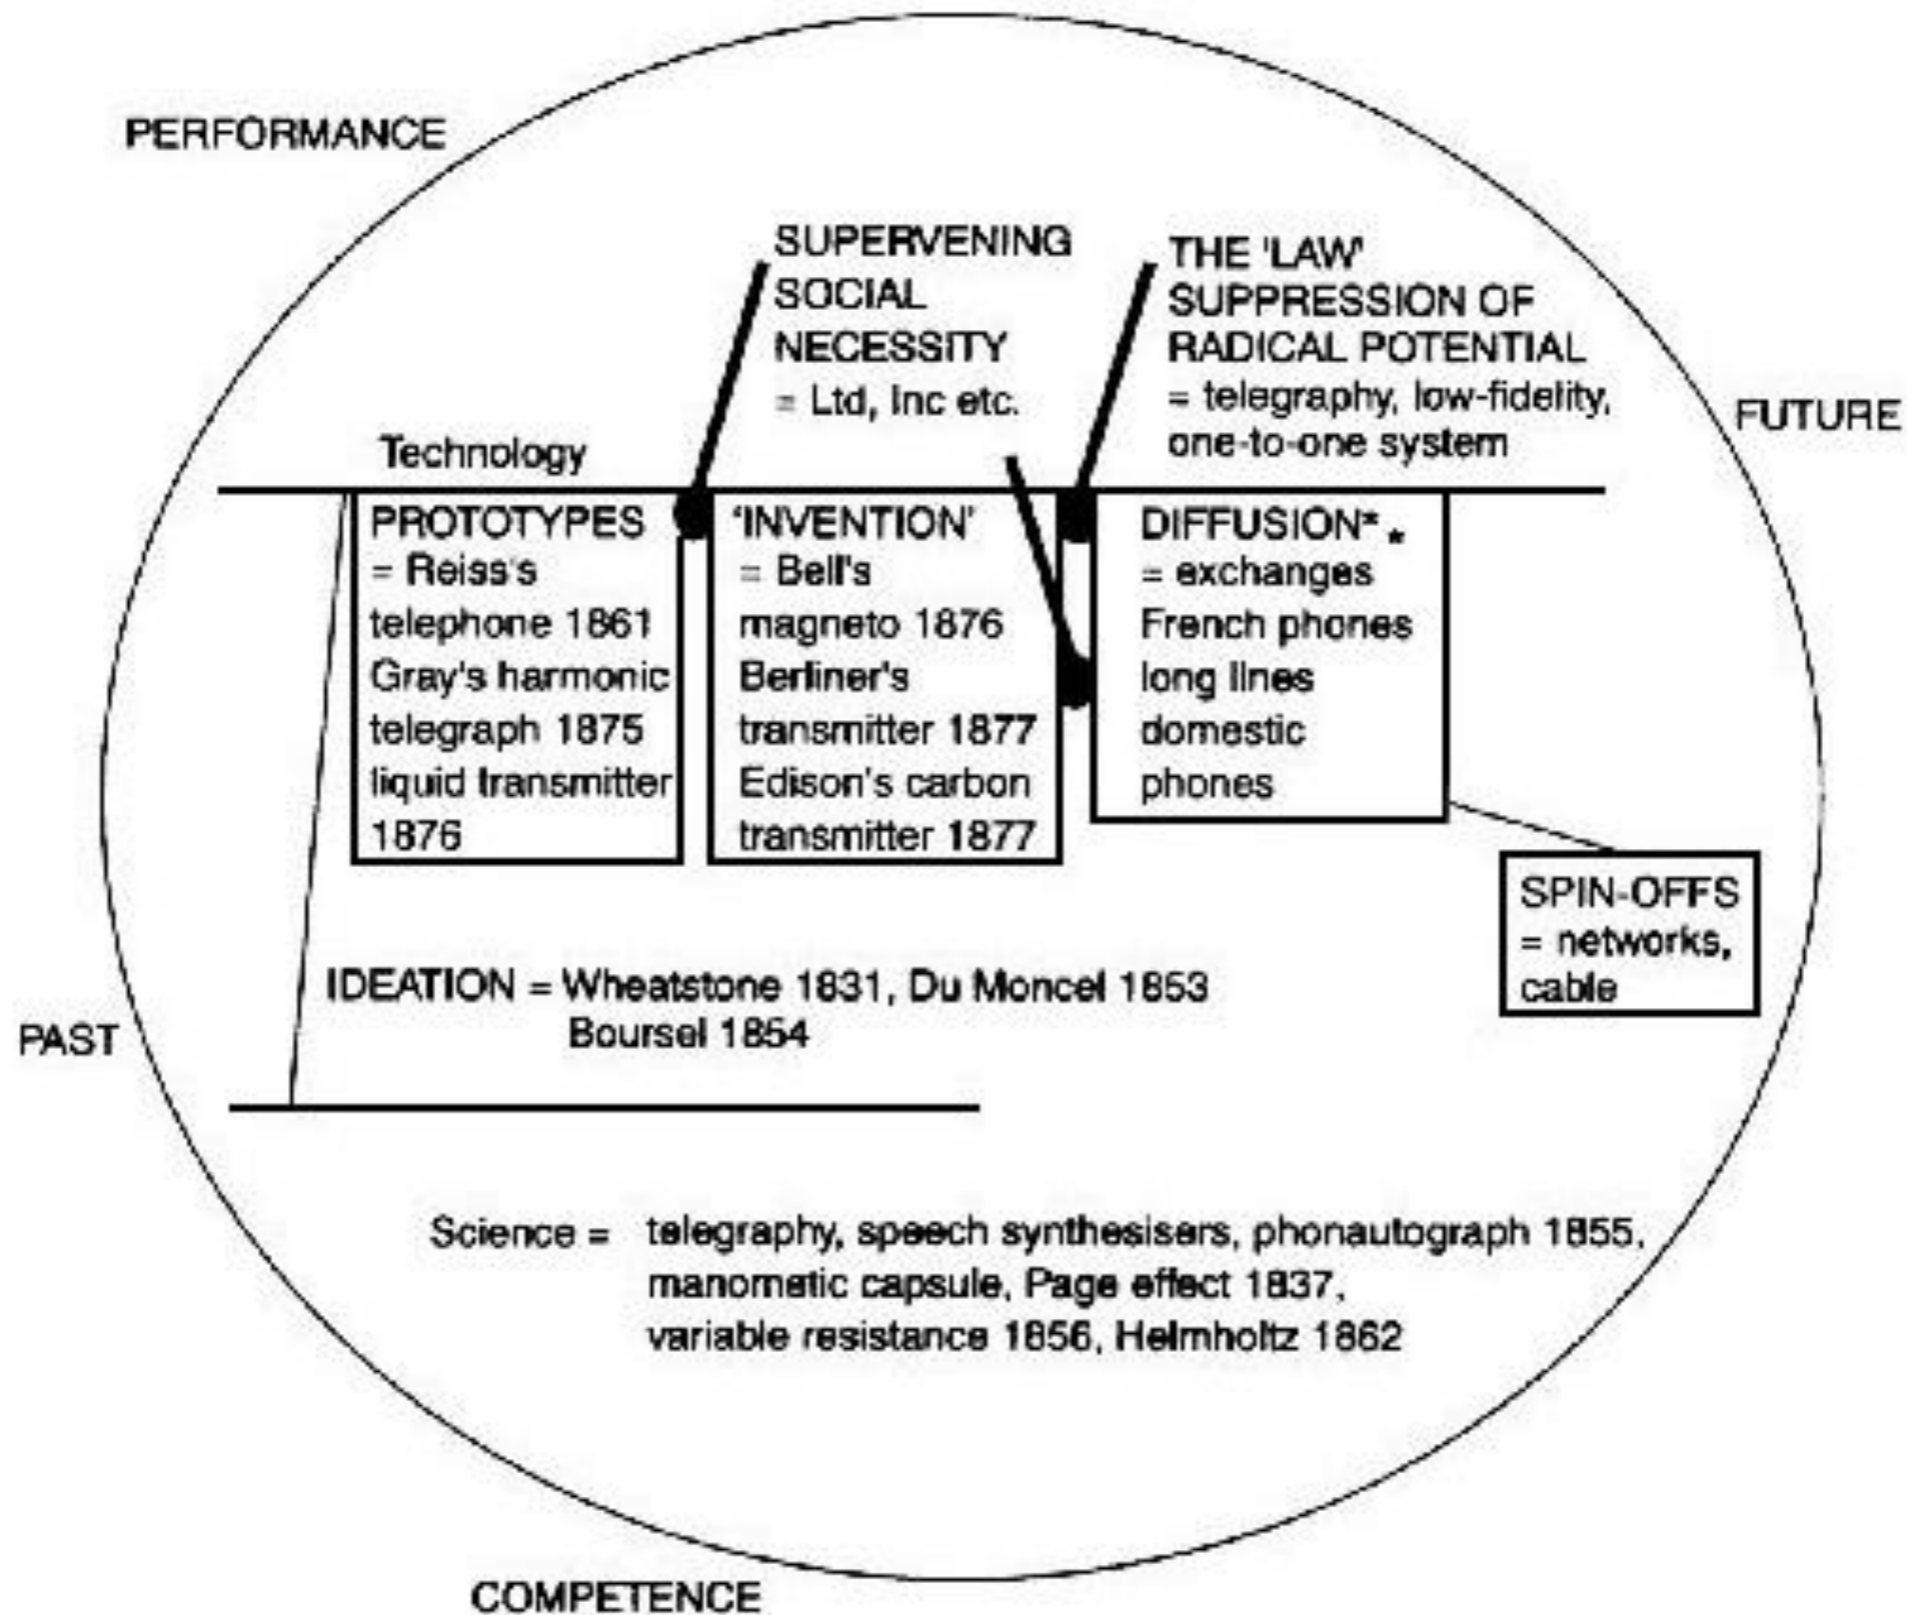 PERFORMANCE
SUPERVENING
SOCIAL
NECESSITY
= Ltd, Inc etc.
THE 'LAW'
SUPPRESSION OF
RADICAL POTENTIAL
= telegraphy, low-fidelity,
one-to-one system
FUTURE
Technology
PROTOTYPES
= Reiss's
telephone 1861
Gray's harmonic
telegraph 1875
liquid transmitter
1876
'INVENTION'
= Bell's
magneto 1876
Berliner's
transmitter 1877
Edison's carbon
transmitter 1877
DIFFUSION* *
= exchanges
French phones
long lines
domestic
phones
SPIN-OFFS
= networks,
cable
IDEATION = Wheatstone 1831, Du Moncel 1853
Boursel 1854
PAST
Science = telegraphy, speech synthesisers, phonautograph 1855,
manometic capsule, Page effect 1837,
variable resistance 1856, Helmholtz 1862
COMPETENCE